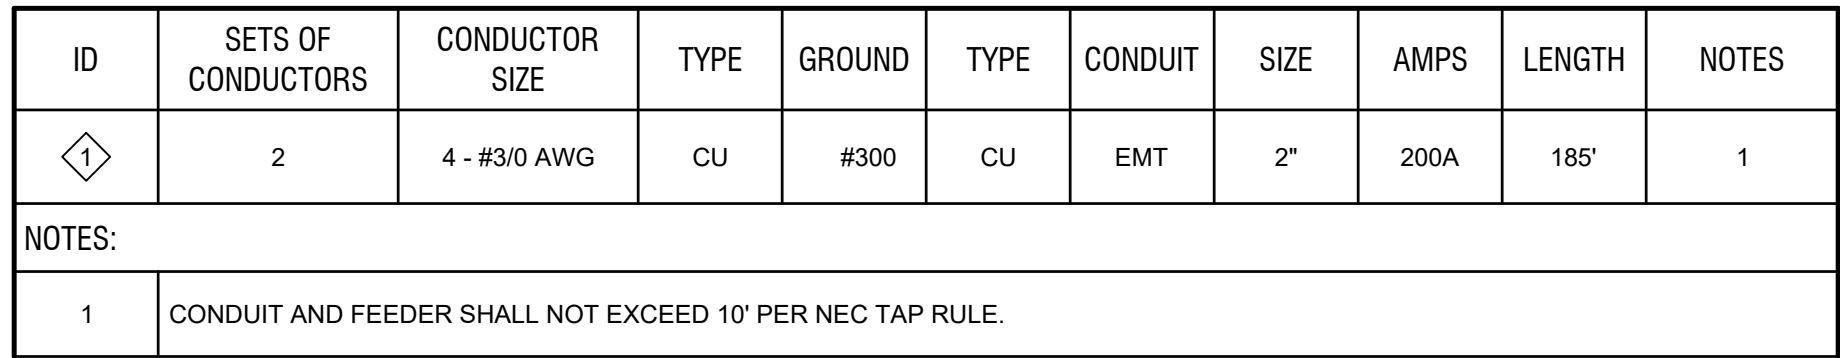 ID SETS OF CONDUCTORS CONDUCTOR SIZE TYPE GROUND TYPE CONDUIT SIZE AMPS LENGTH NOTES
1 2 4 - #3/0 AWG CU #300 CU EMT 2" 200A 185' 1
NOTES:
1 CONDUIT AND FEEDER SHALL NOT EXCEED 10' PER NEC TAP RULE.